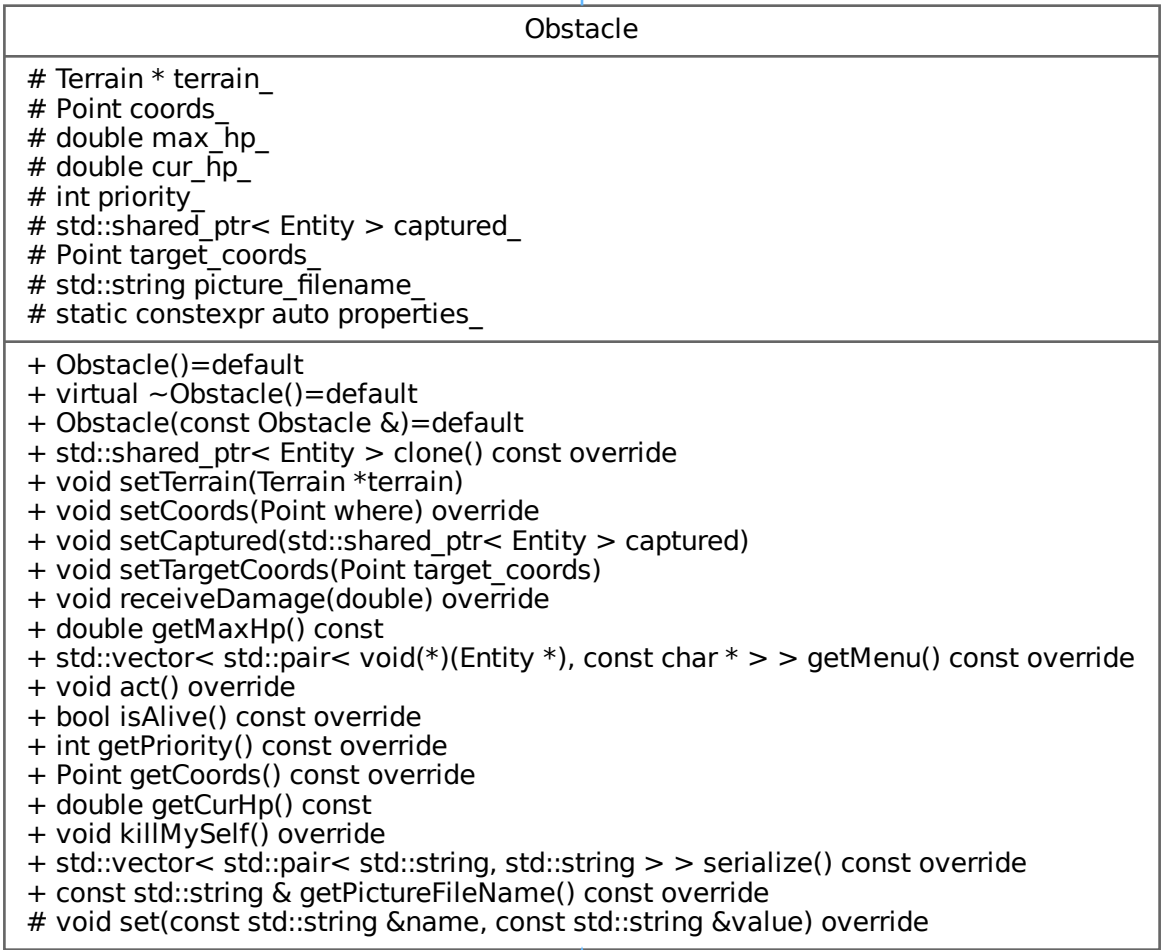 Obstacle
# Terrain * terrain_
# Point coords_
# double max_hp_
# double cur_hp_
# int priority_
# std::shared_ptr< Entity > captured_
# Point target_coords_
# std::string picture_filename_
# static constexpr auto properties_
+ Obstacle()=default
+ virtual ~Obstacle()=default
+ Obstacle(const Obstacle &)=default
+ std::shared_ptr< Entity > clone() const override
+ void setTerrain(Terrain *terrain)
+ void setCoords(Point where) override
+ void setCaptured(std::shared_ptr< Entity > captured)
+ void setTargetCoords(Point target_coords)
+ void receiveDamage(double) override
+ double getMaxHp() const
+ std::vector< std::pair< void(*)(Entity *), const char * > > getMenu() const override
+ void act() override
+ bool isAlive() const override
+ int getPriority() const override
+ Point getCoords() const override
+ double getCurHp() const
+ void killMySelf() override
+ std::vector< std::pair< std::string, std::string > > serialize() const override
+ const std::string & getPictureFileName() const override
# void set(const std::string &name, const std::string &value) override